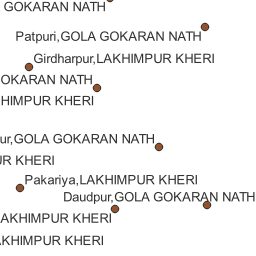 GOKARAN NATH
Patpuri,GOLA GOKARAN NATH
Girdharpur,LAKHIMPUR KHERI
OKARAN NATH
HIMPUR KHERI
ur,GOLA GOKARAN NATH
UR KHERI
Pakariya,LAKHIMPUR KHERI
Daudpur,GOLA GOKARAN NATH
LAKHIMPUR KHERI
AKHIMPUR KHERI